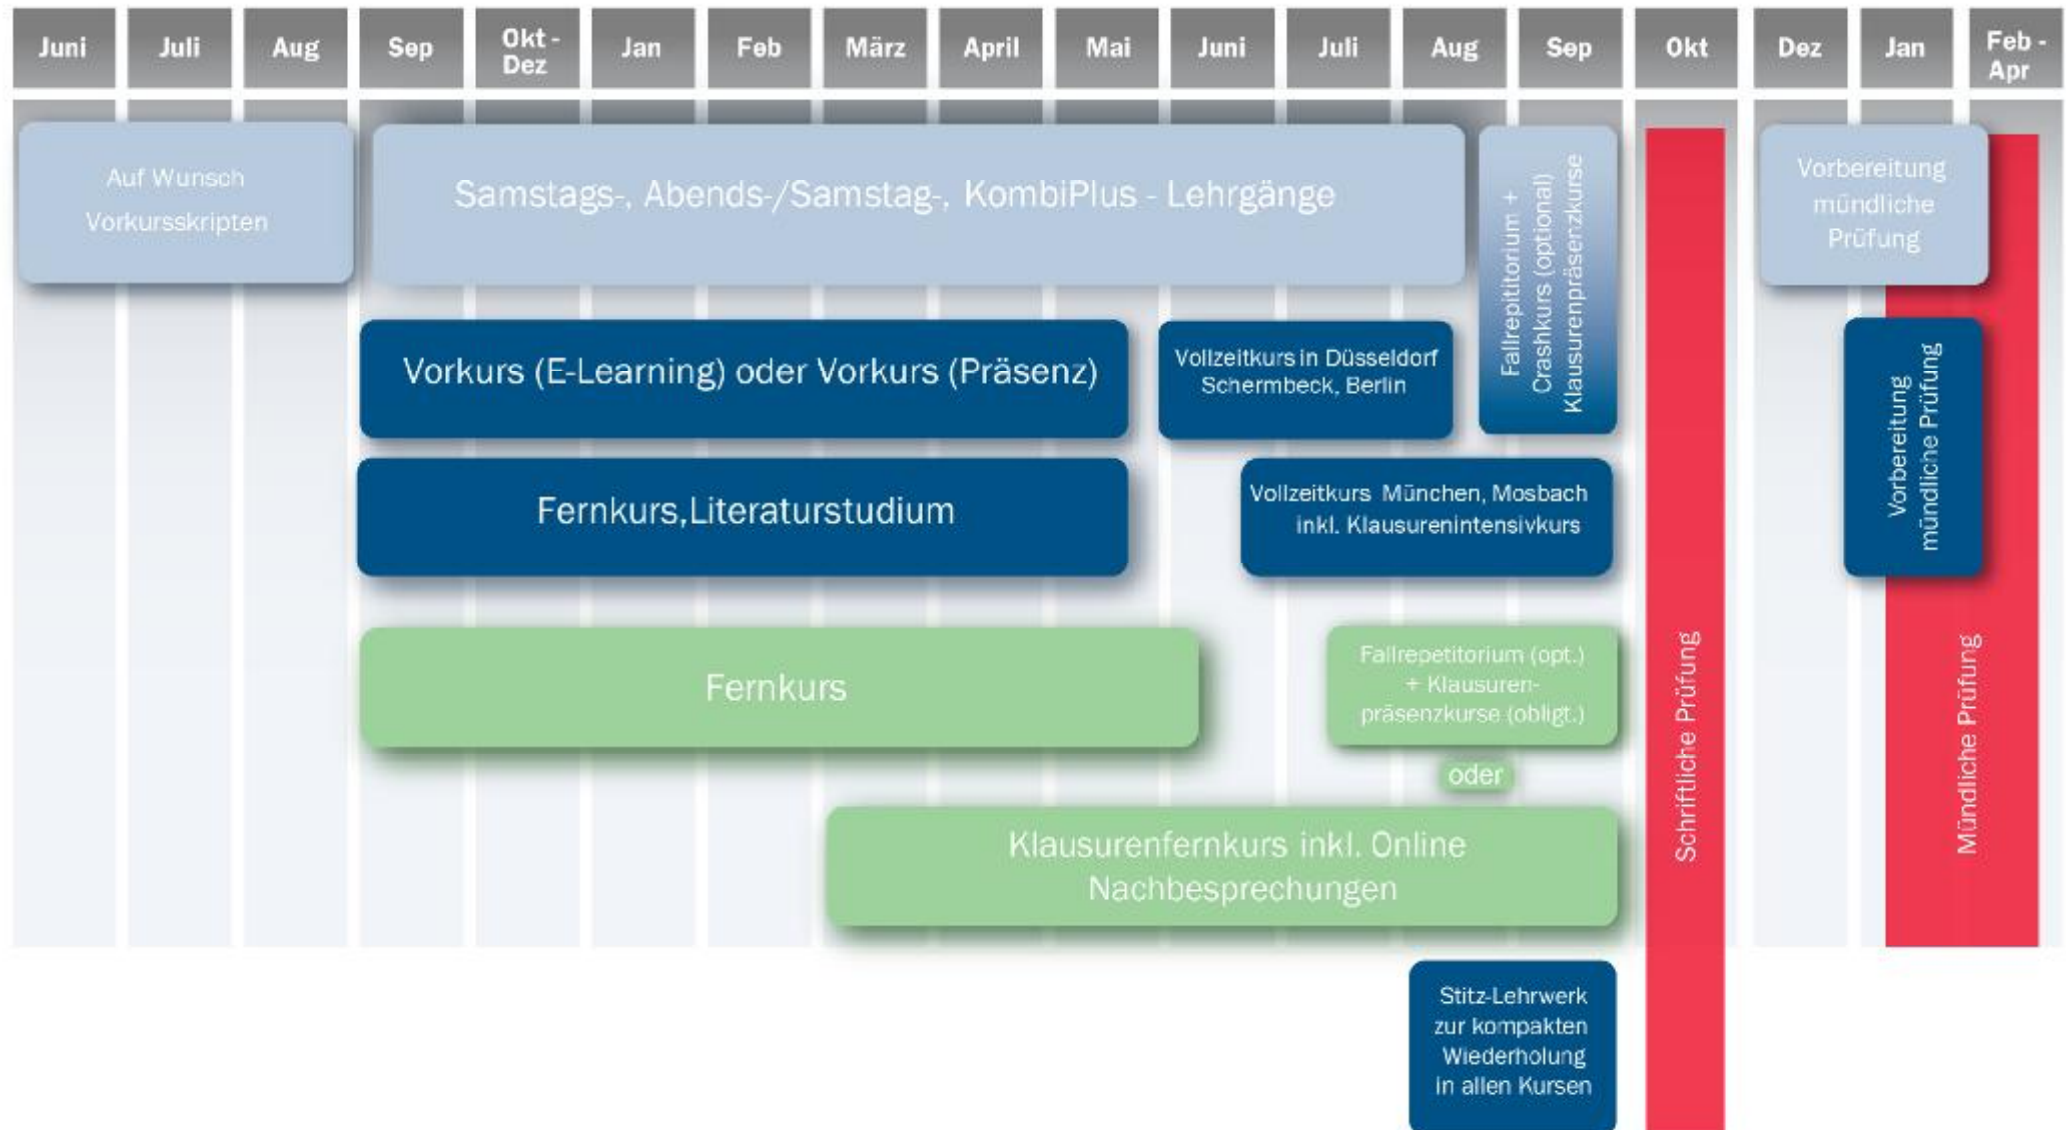 Juni
Juli
Aug
Sep
Okt -
Dez
Jan
Feb
März
April
Mai
Juni
Juli
Aug
Sep
Okt
Dez
Jan
Feb -
Apr
Auf Wunsch
Vorkursskripten
Samstags-, Abends-/Samstag-, KombiPlus - Lehrgänge
Fallrepititorium +
Crashkurs (optional)
Klausurenpräsenzkurse
Vorbereitung
mündliche
Prüfung
Vorkurs (E-Learning) oder Vorkurs (Präsenz)
Vollzeitkurs in Düsseldorf
Schermbeck, Berlin
Vorbereitung
mündliche Prüfung
Fernkurs,Literaturstudium
Vollzeitkurs München, Mosbach
inkl. Klausurenintensivkurs
Fernkurs
Fallrepetitorium (opt.)
+ Klausuren-
präsenzkurse (obligt.)
oder
Klausurenfernkurs inkl. Online
Nachbesprechungen
Schriftliche Prüfung
Mündliche Prüfung
Stitz-Lehrwerk
zur kompakten
Wiederholung
in allen Kursen